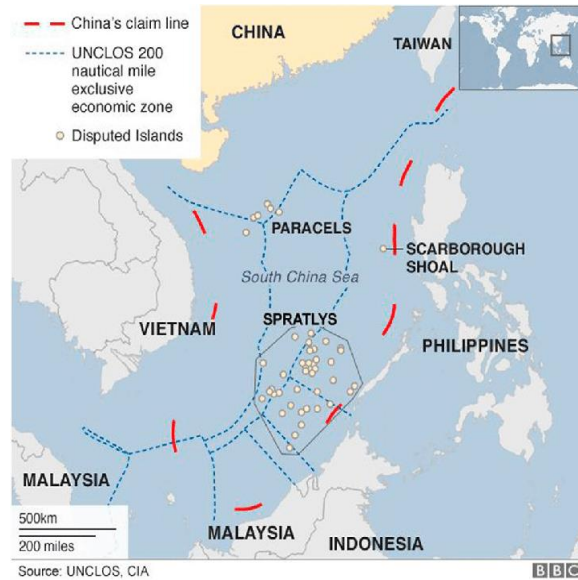 China's claim line
UNCLOS 200
nautical mile
exclusive
economic zone
Disputed Islands
CHINA
TAIWAN
PARACELS
SCARBOROUGH
SHOAL
South China Sea
SPRATLYS
VIETNAM
PHILIPPINES
MALAYSIA
MALAYSIA
INDONESIA
500km
200 miles
Source: UNCLOS, CIA
BBC